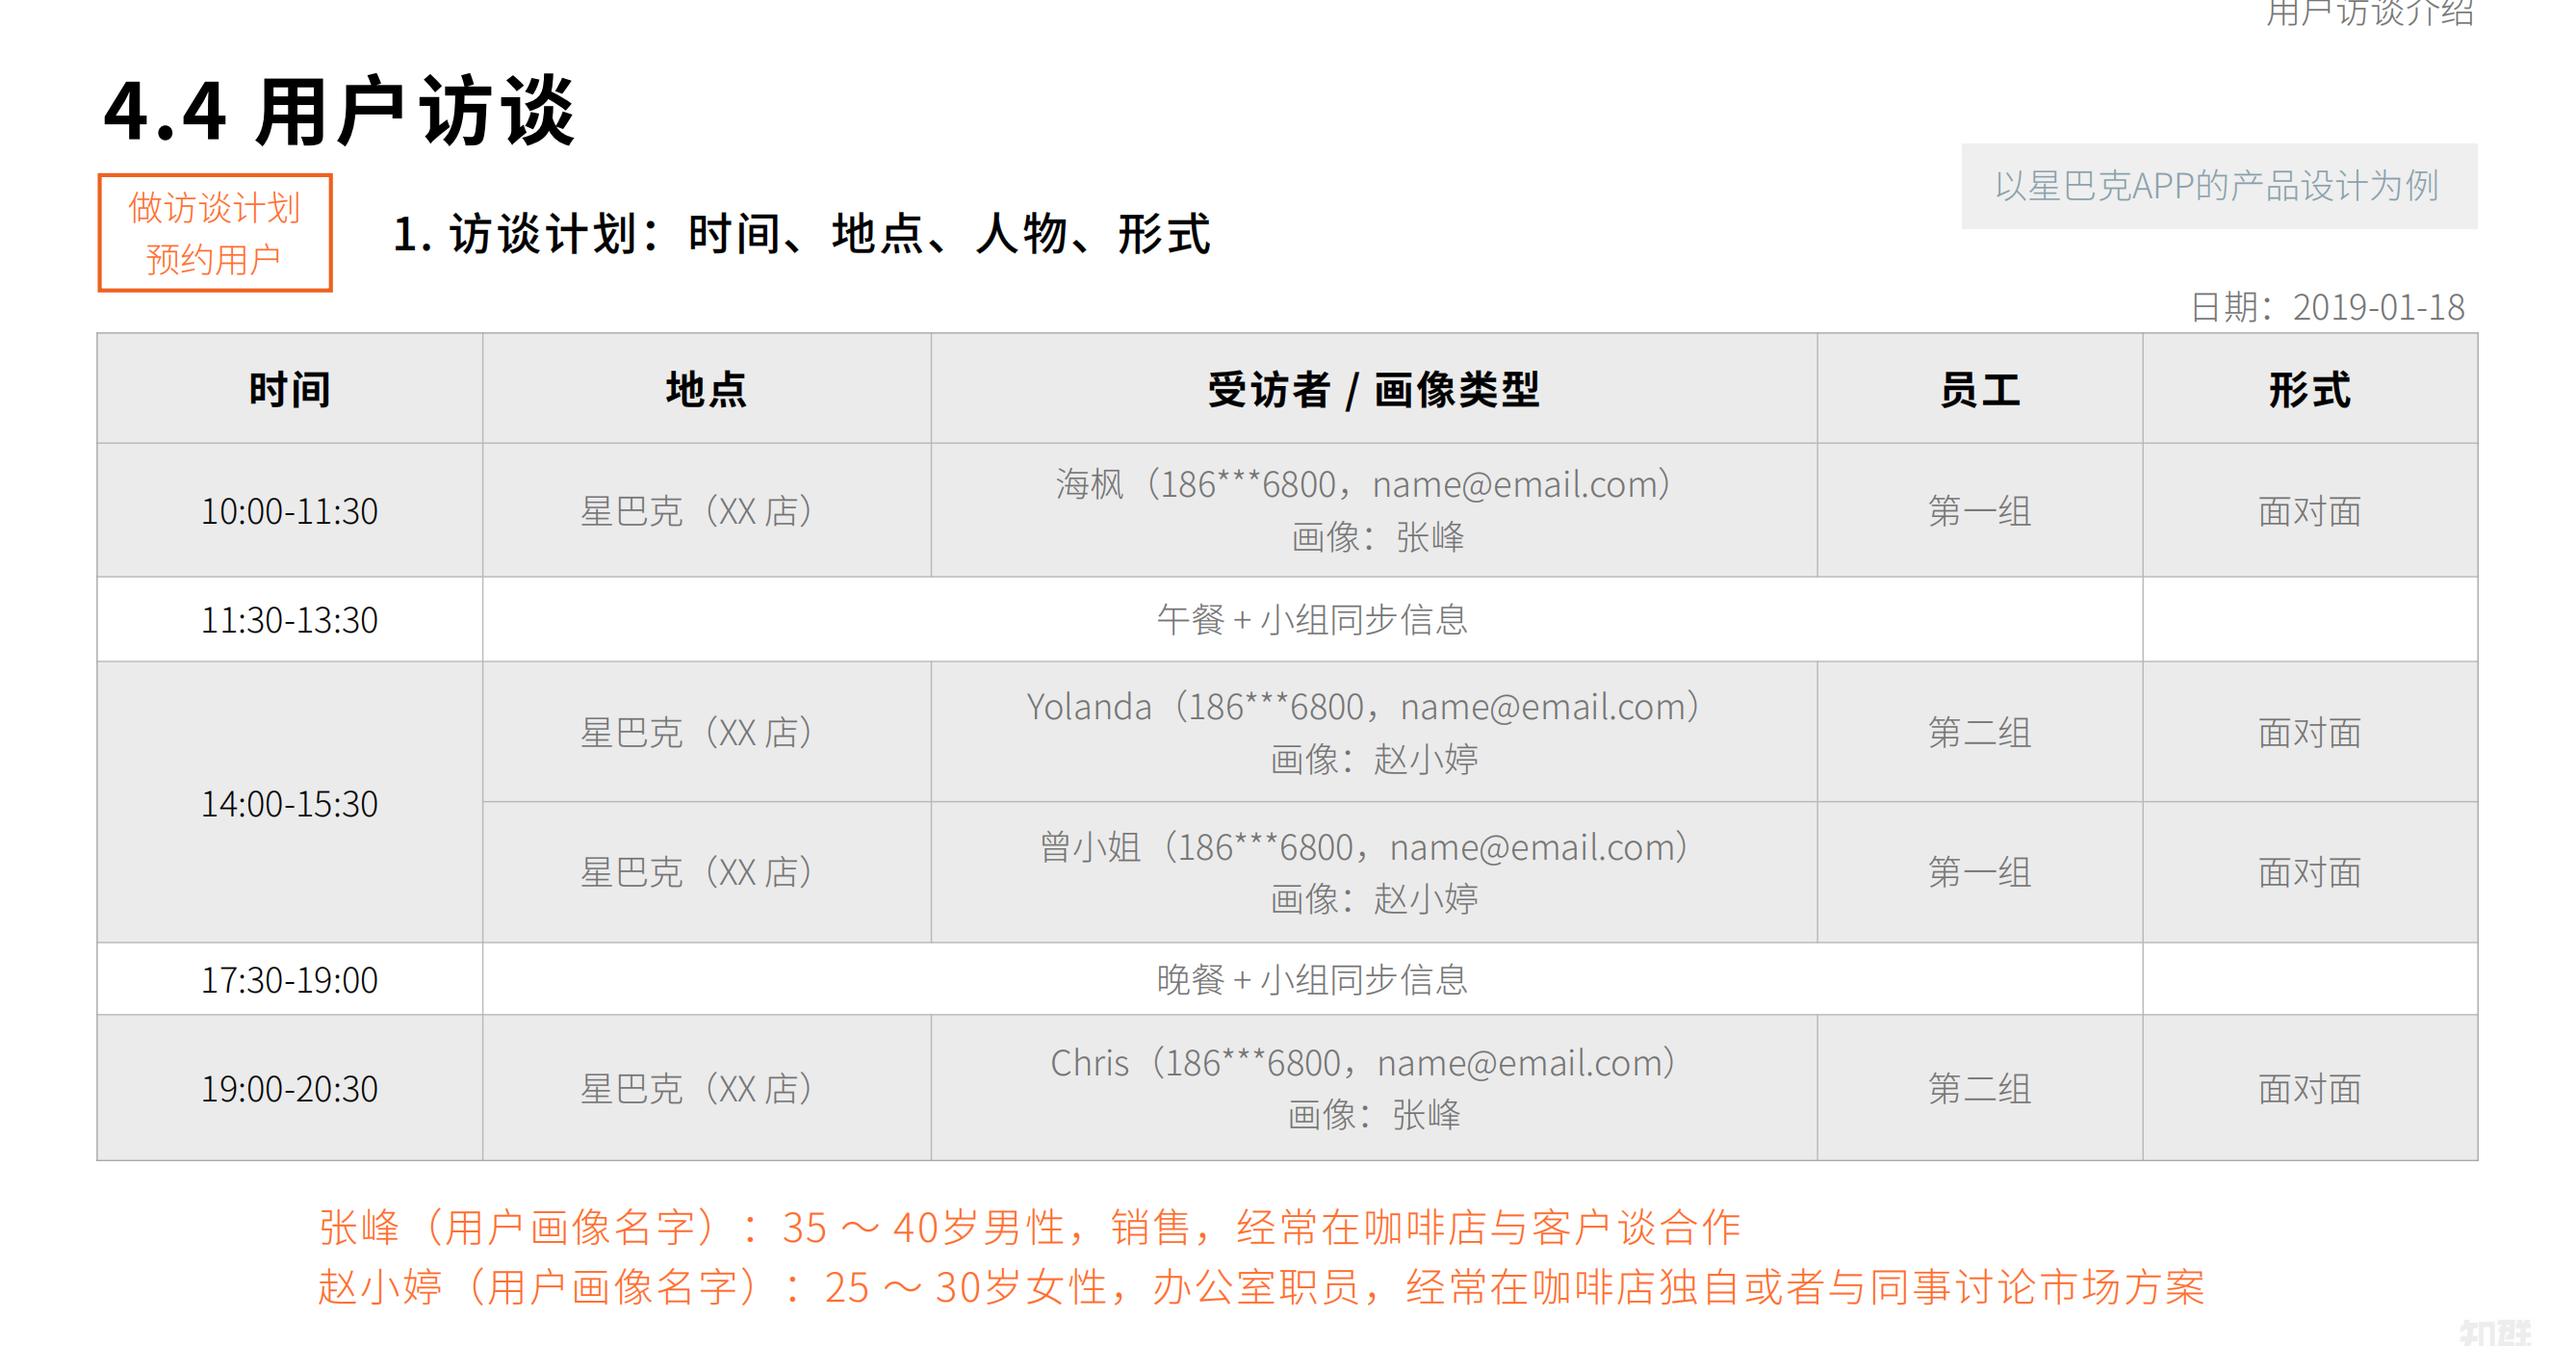 用户访谈介绍
4.4 用户访谈
做访谈计划
预约用户
1. 访谈计划：时间、地点、人物、形式
以星巴克APP的产品设计为例
日期：2019-01-18
时间 地点 受访者 / 画像类型 员工 形式
10:00-11:30 星巴克（XX 店） 海枫（186***6800，name@email.com） 第一组 面对面
画像：张峰
11:30-13:30 午餐 + 小组同步信息
14:00-15:30
星巴克（XX 店） Yolanda（186***6800，name@email.com） 第二组 面对面
画像：赵小婷
星巴克（XX 店） 曾小姐（186***6800，name@email.com） 第一组 面对面
画像：赵小婷
17:30-19:00 晚餐 + 小组同步信息
19:00-20:30 星巴克（XX 店） Chris（186***6800，name@email.com） 第二组 面对面
画像：张峰
张峰（用户画像名字）：35 ～ 40岁男性，销售，经常在咖啡店与客户谈合作
赵小婷（用户画像名字）：25 ～ 30岁女性，办公室职员，经常在咖啡店独自或者与同事讨论市场方案
知群